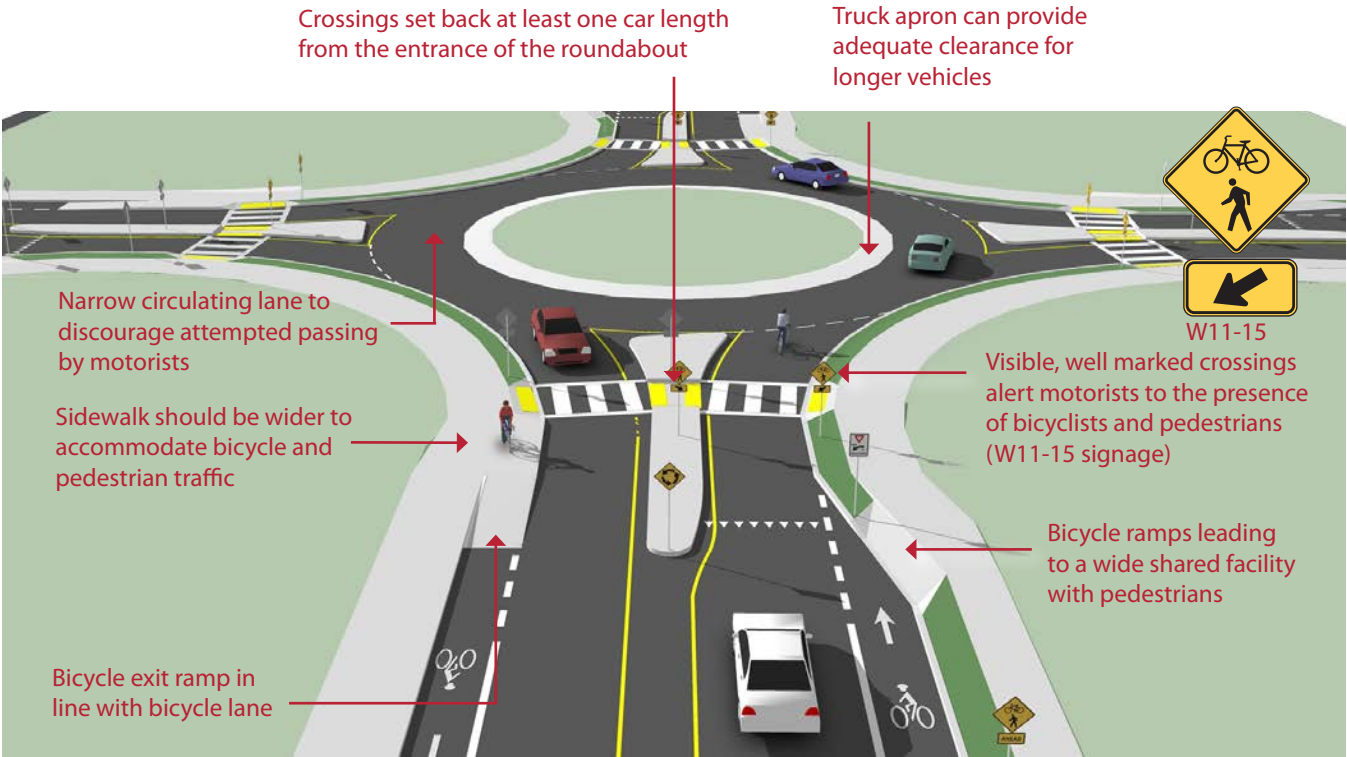 Crossings set back at least one car length
from the entrance of the roundabout
Truck apron can provide
adequate clearance for
longer vehicles
W11-15
Narrow circulating lane to
discourage attempted passing
by motorists
Visible, well marked crossings
alert motorists to the presence
of bicyclists and pedestrians
(W11-15 signage)
Sidewalk should be wider to
accommodate bicycle and
pedestrian traffic
Bicycle ramps leading
to a wide shared facility
with pedestrians
Bicycle exit ramp in
line with bicycle lane
AHEAD